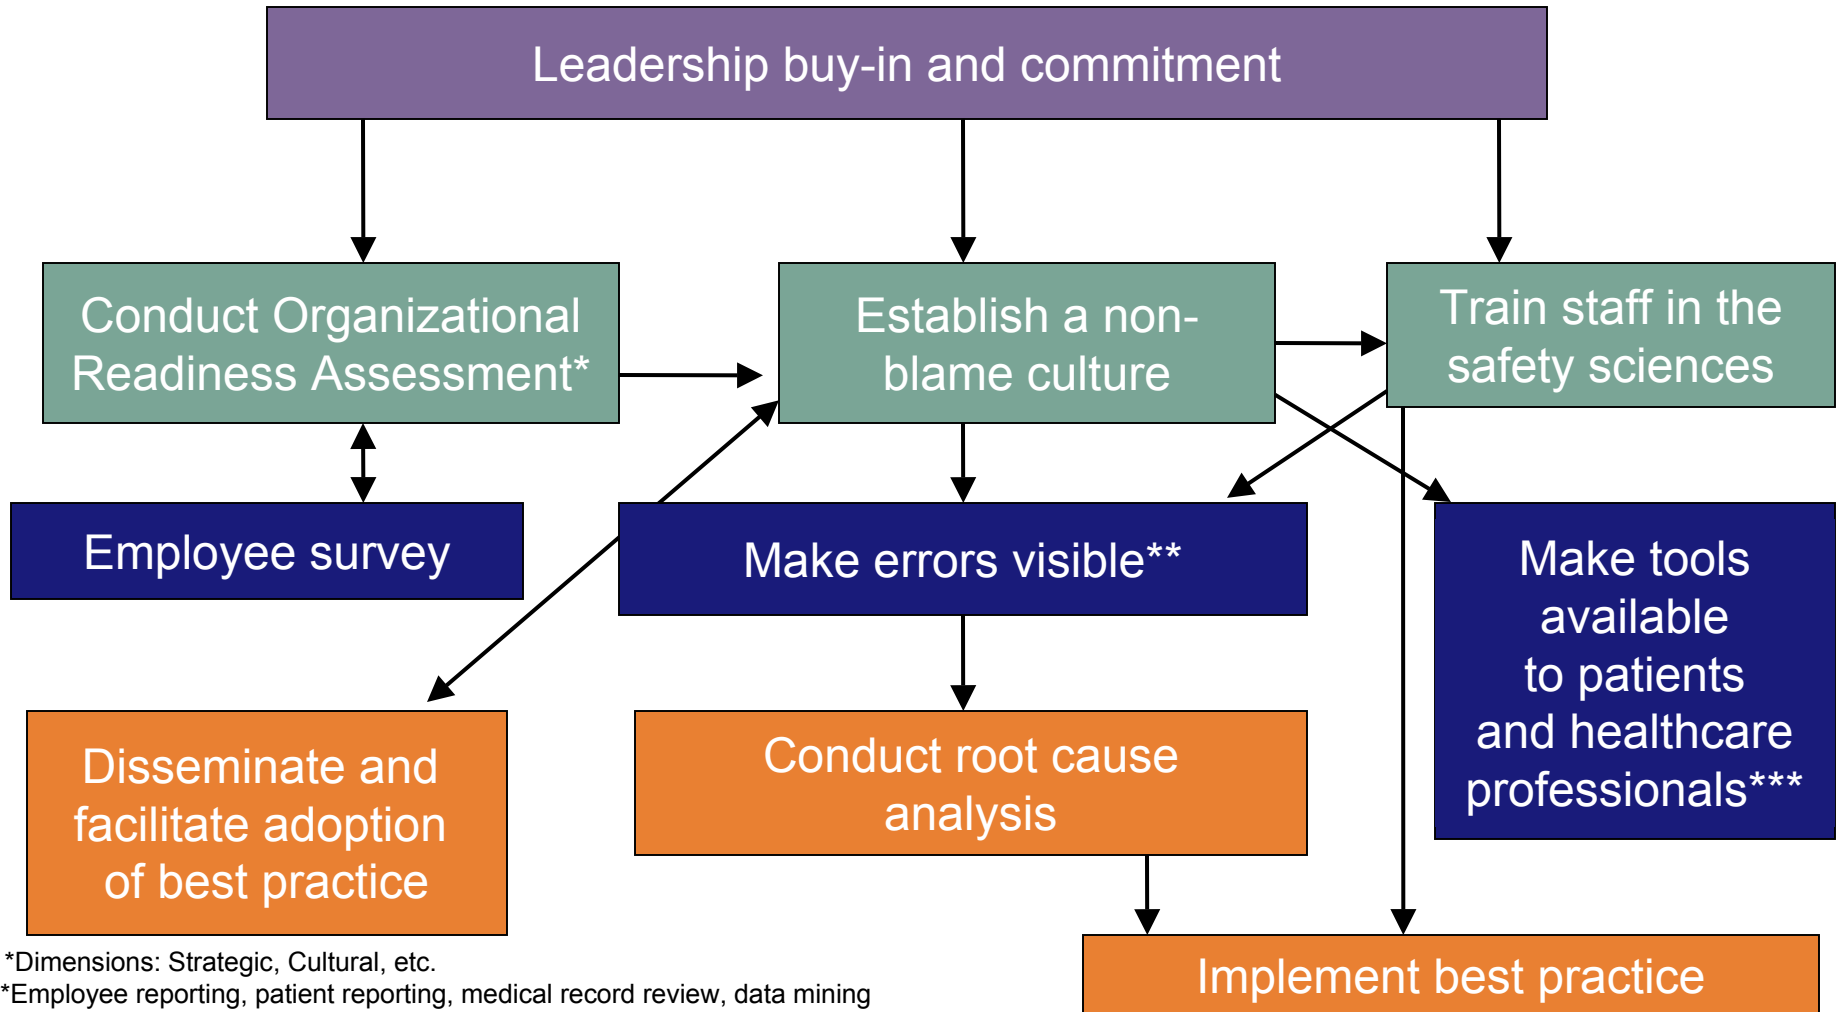 Leadership buy-in and commitment
Conduct Organizational
Readiness Assessment*
Establish a non-
blame culture
Train staff in the
safety sciences
Employee survey
Make errors visible**
Make tools
available
to patients
and healthcare
professionals***
Disseminate and
facilitate adoption
of best practice
Conduct root cause
analysis
Implement best practice
*Dimensions: Strategic, Cultural, etc.
*Employee reporting, patient reporting, medical record review, data mining